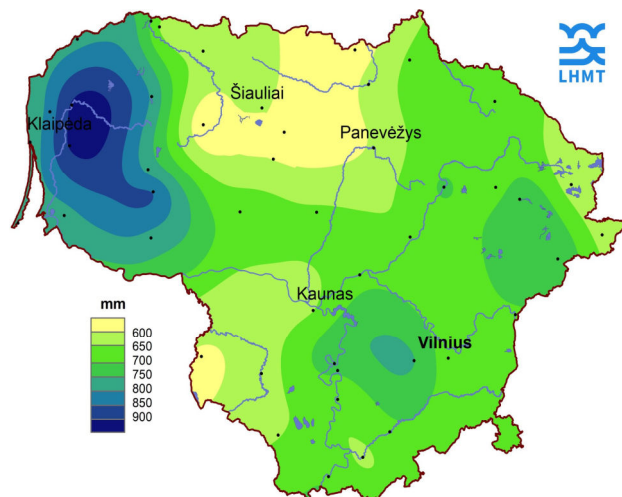 LHMT
Šiauliai
Klaipėda
Panevėžys
Kaunas
mm
Vilnius
600
650
700
750
800
850
900